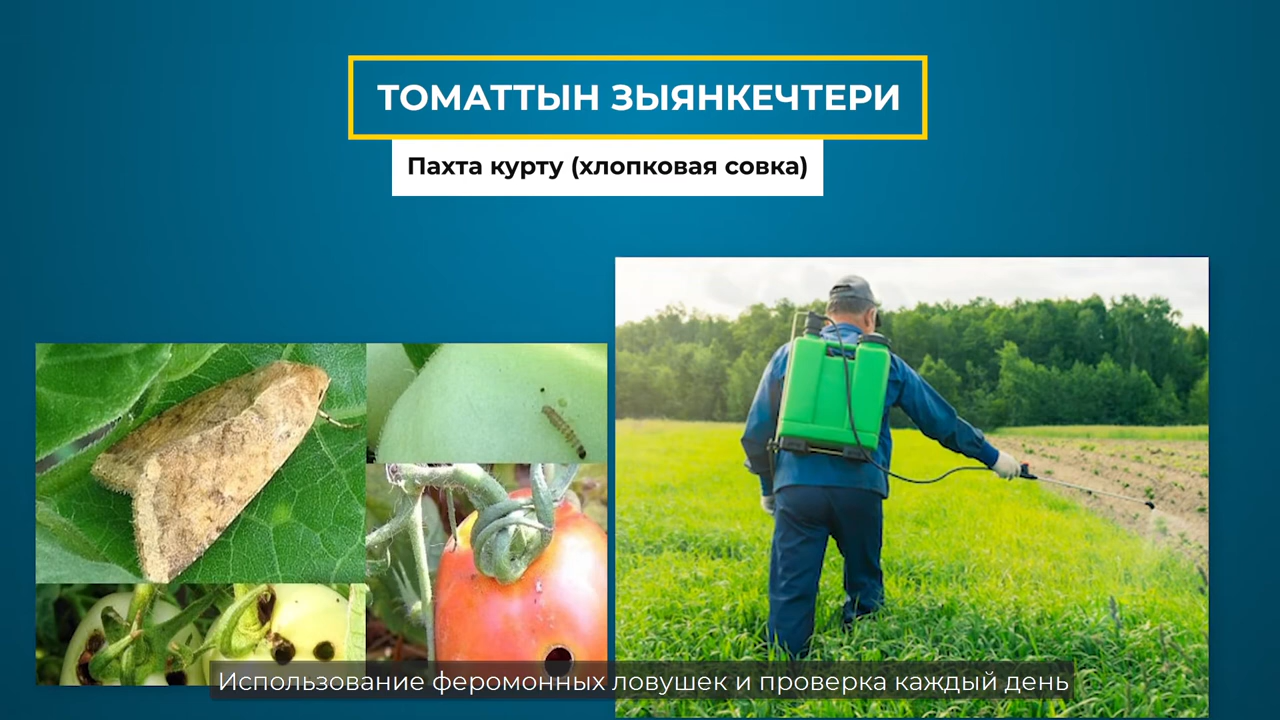 ТОМАТТЫН ЗЫЯНКЕЧТЕРИ
Пахта курту (хлопковая совка)
Использование феромонных ловушек и проверка каждый день